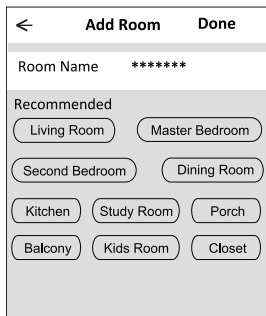 ← Add Room Done
Room Name *******
Recommended
Living Room Master Bedroom
Second Bedroom Dining Room
Kitchen Study Room Porch
Balcony Kids Room Closet